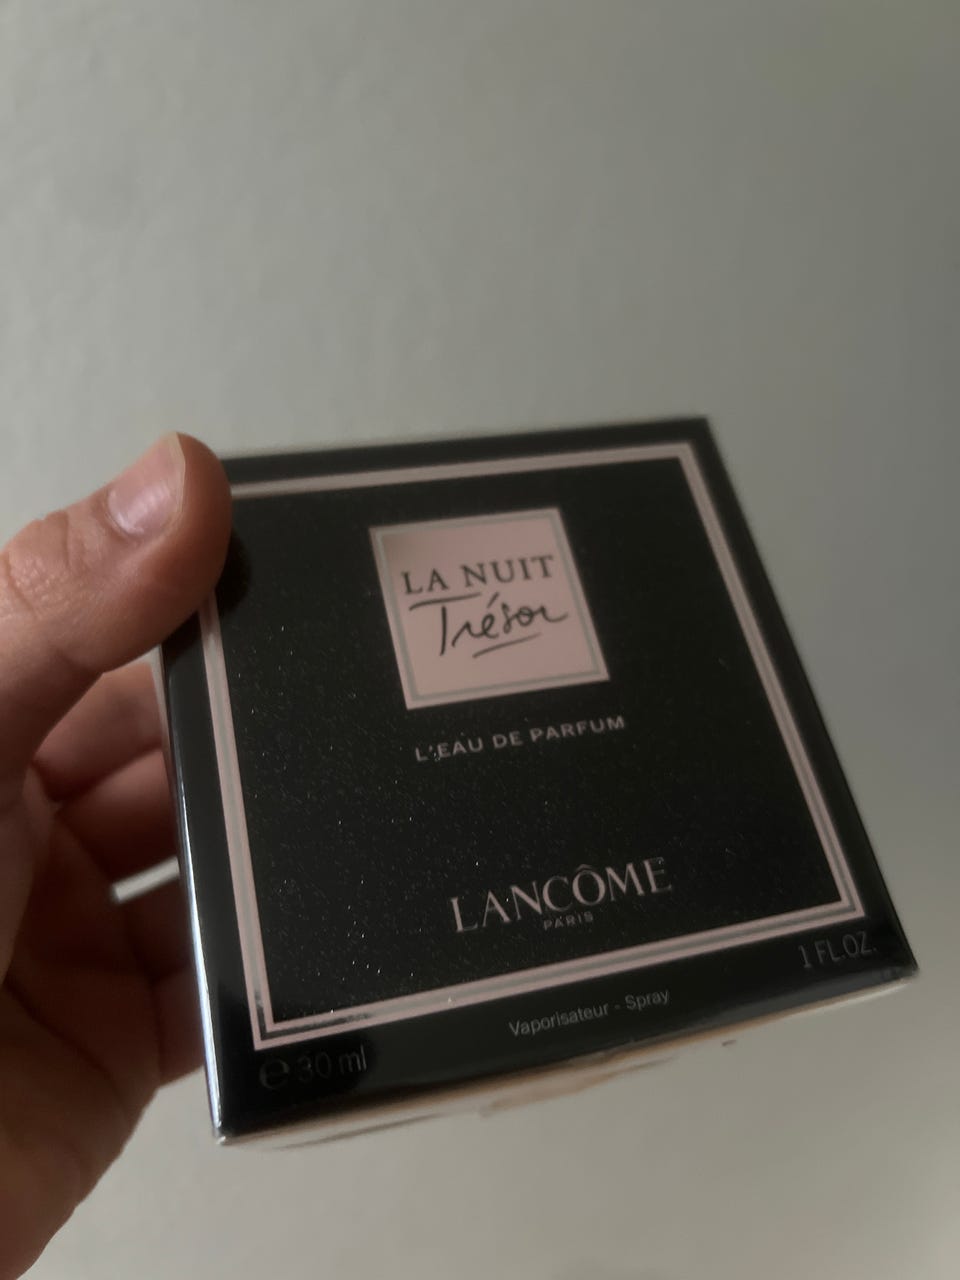 LA NUIT
Trésor
L'EAU DE PARFUM
LANCÔME
PARIS
1 FL.OZ.
Vaporisateur - Spray
℮ 30 ml